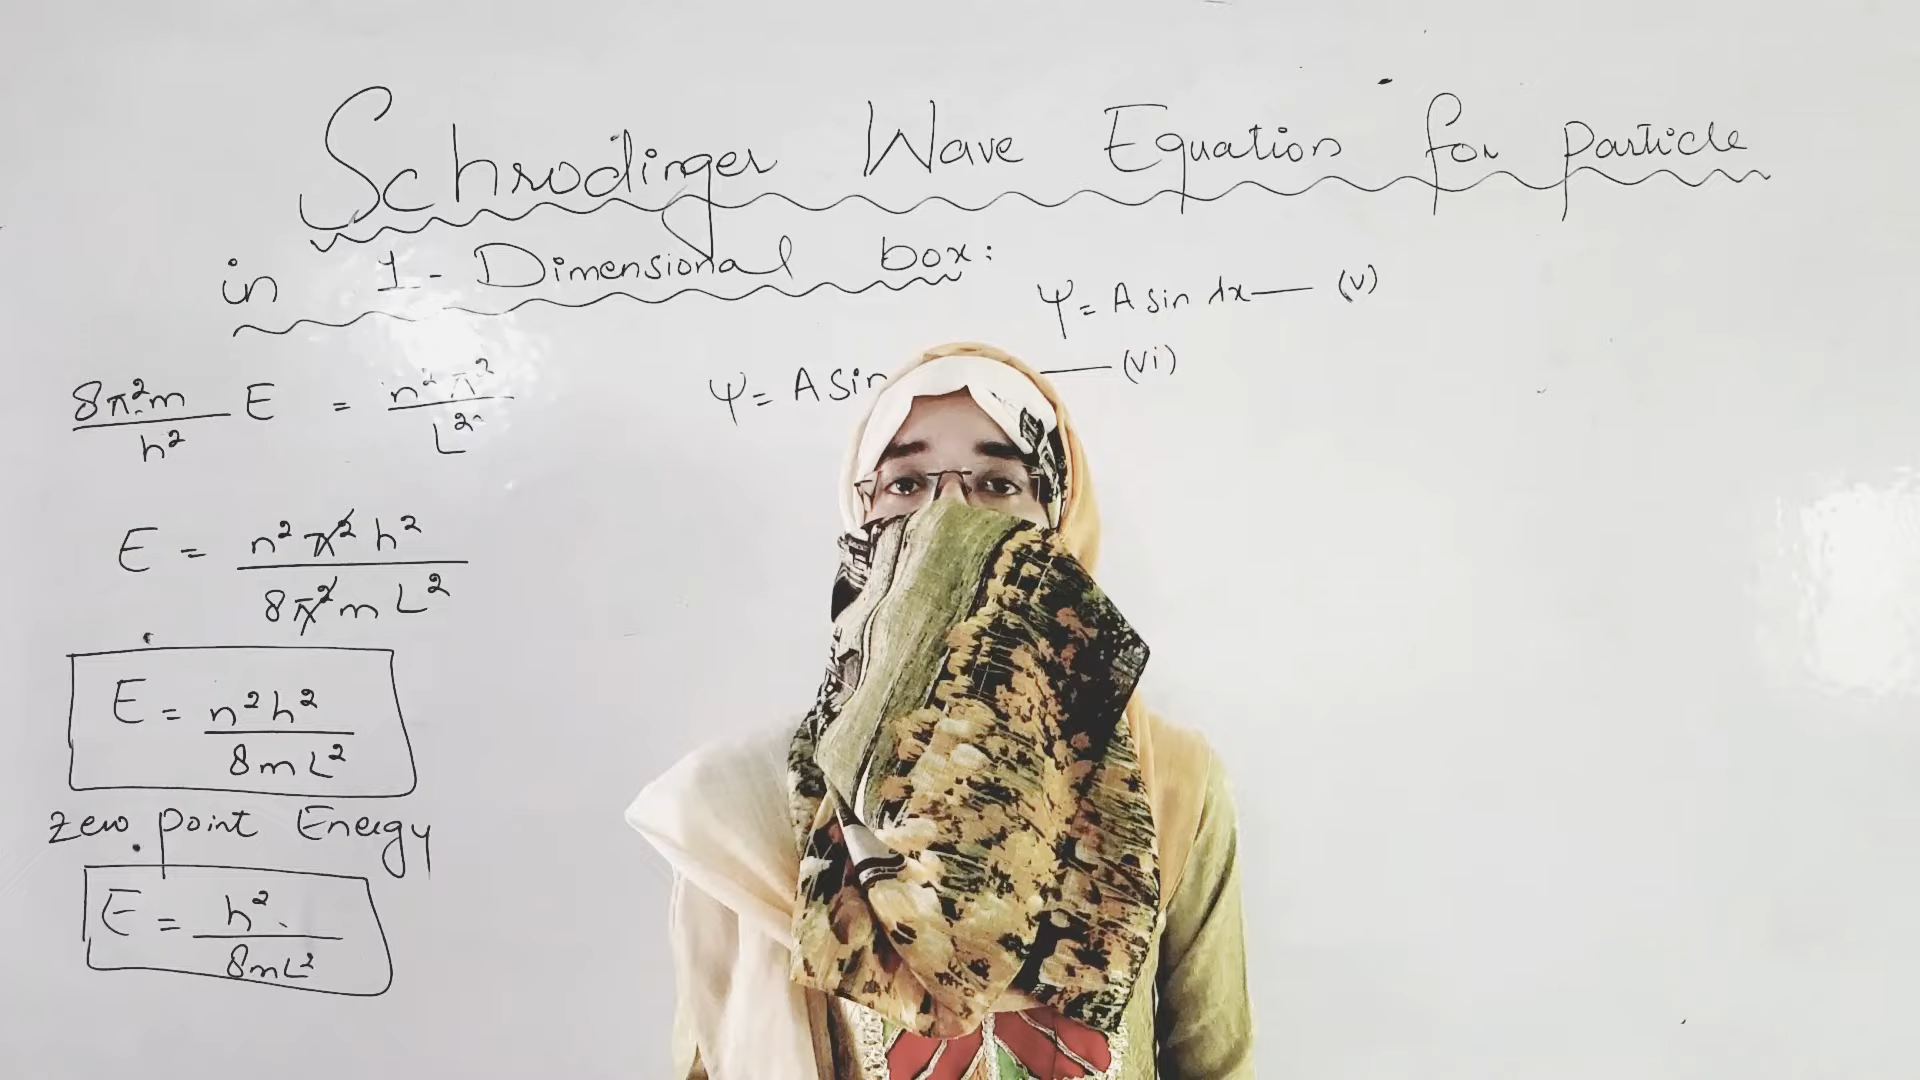 Schrodinger Wave Equation for particle
in 1-Dimensional box:
ψ = A sin λx — (v)
ψ = A sin — (vi)
8π²m/h² E = n²π²/L²
E = n²π²h²/8π²mL²
E = n²h²/8mL²
Zero point Energy
E = h²/8mL²